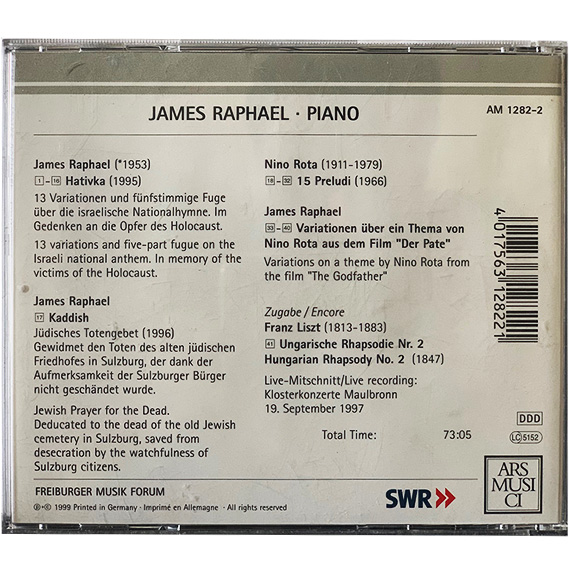 JAMES RAPHAEL · PIANO
AM 1282-2
James Raphael (*1953)
1-16 Hativka (1995)
13 Variationen und fünfstimmige Fuge
über die israelische Nationalhymne. Im
Gedenken an die Opfer des Holocaust.
13 variations and five-part fugue on the
Israeli national anthem. In memory of the
victims of the Holocaust.
James Raphael
17 Kaddish
Jüdisches Totengebet (1996)
Gewidmet den Toten des alten jüdischen
Friedhofes in Sulzburg, der dank der
Aufmerksamkeit der Sulzburger Bürger
nicht geschändet wurde.
Jewish Prayer for the Dead.
Deducated to the dead of the old Jewish
cemetery in Sulzburg, saved from
desecration by the watchfulness of
Sulzburg citizens.
Nino Rota (1911-1979)
18-32 15 Preludi (1966)
James Raphael
33-40 Variationen über ein Thema von
Nino Rota aus dem Film "Der Pate"
Variations on a theme by Nino Rota from
the film "The Godfather"
Zugabe / Encore
Franz Liszt (1813-1883)
41 Ungarische Rhapsodie Nr. 2
Hungarian Rhapsody No. 2 (1847)
Live-Mitschnitt/Live recording:
Klosterkonzerte Maulbronn
19. September 1997
Total Time: 73:05
4 017563 128221
DDD
LC 5152
FREIBURGER MUSIK FORUM
℗+© 1999 Printed in Germany · Imprimé en Allemagne · All rights reserved
SWR
ARS
MUSI
CI